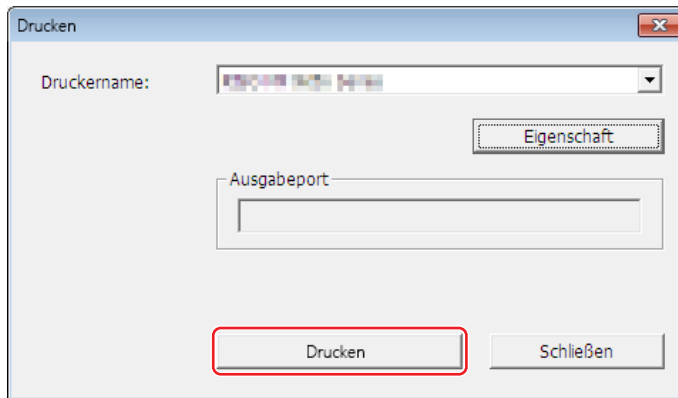 Drucken
Druckername:
Eigenschaft
Ausgabeport
Drucken
Schließen